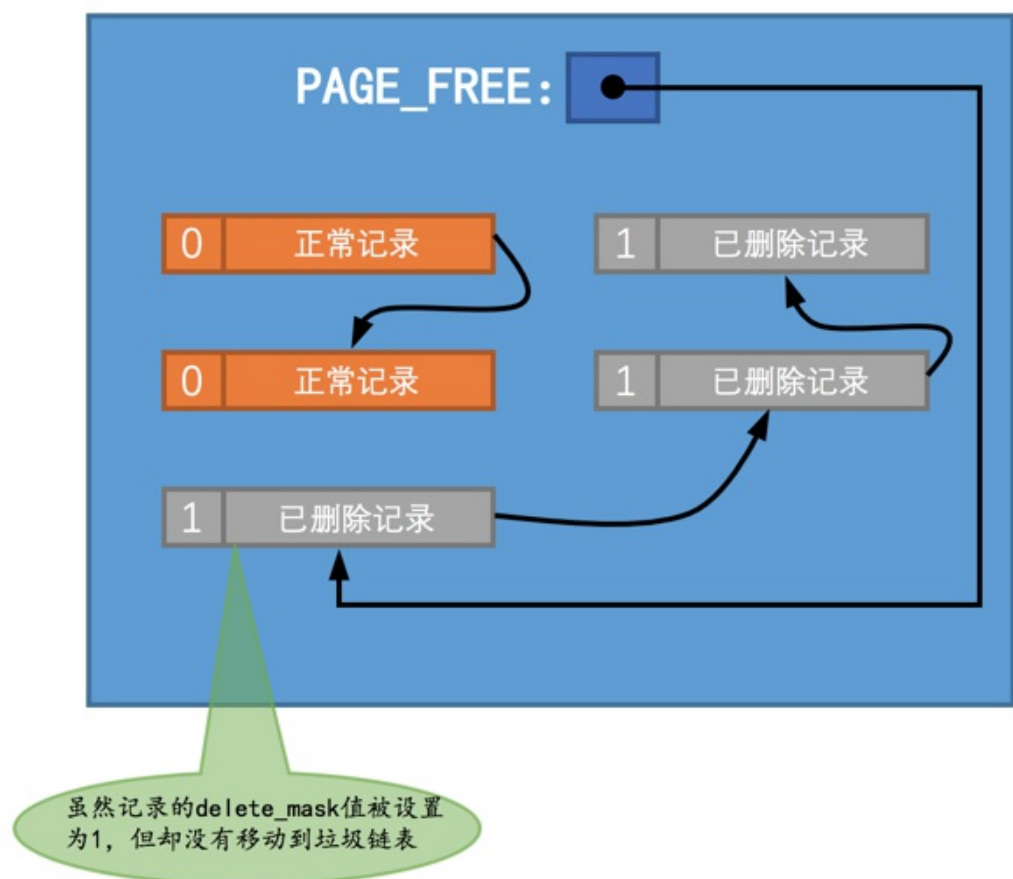 PAGE_FREE:
0 正常记录
1 已删除记录
0 正常记录
1 已删除记录
1 已删除记录
虽然记录的delete_mask值被设置
为1，但却没有移动到垃圾链表